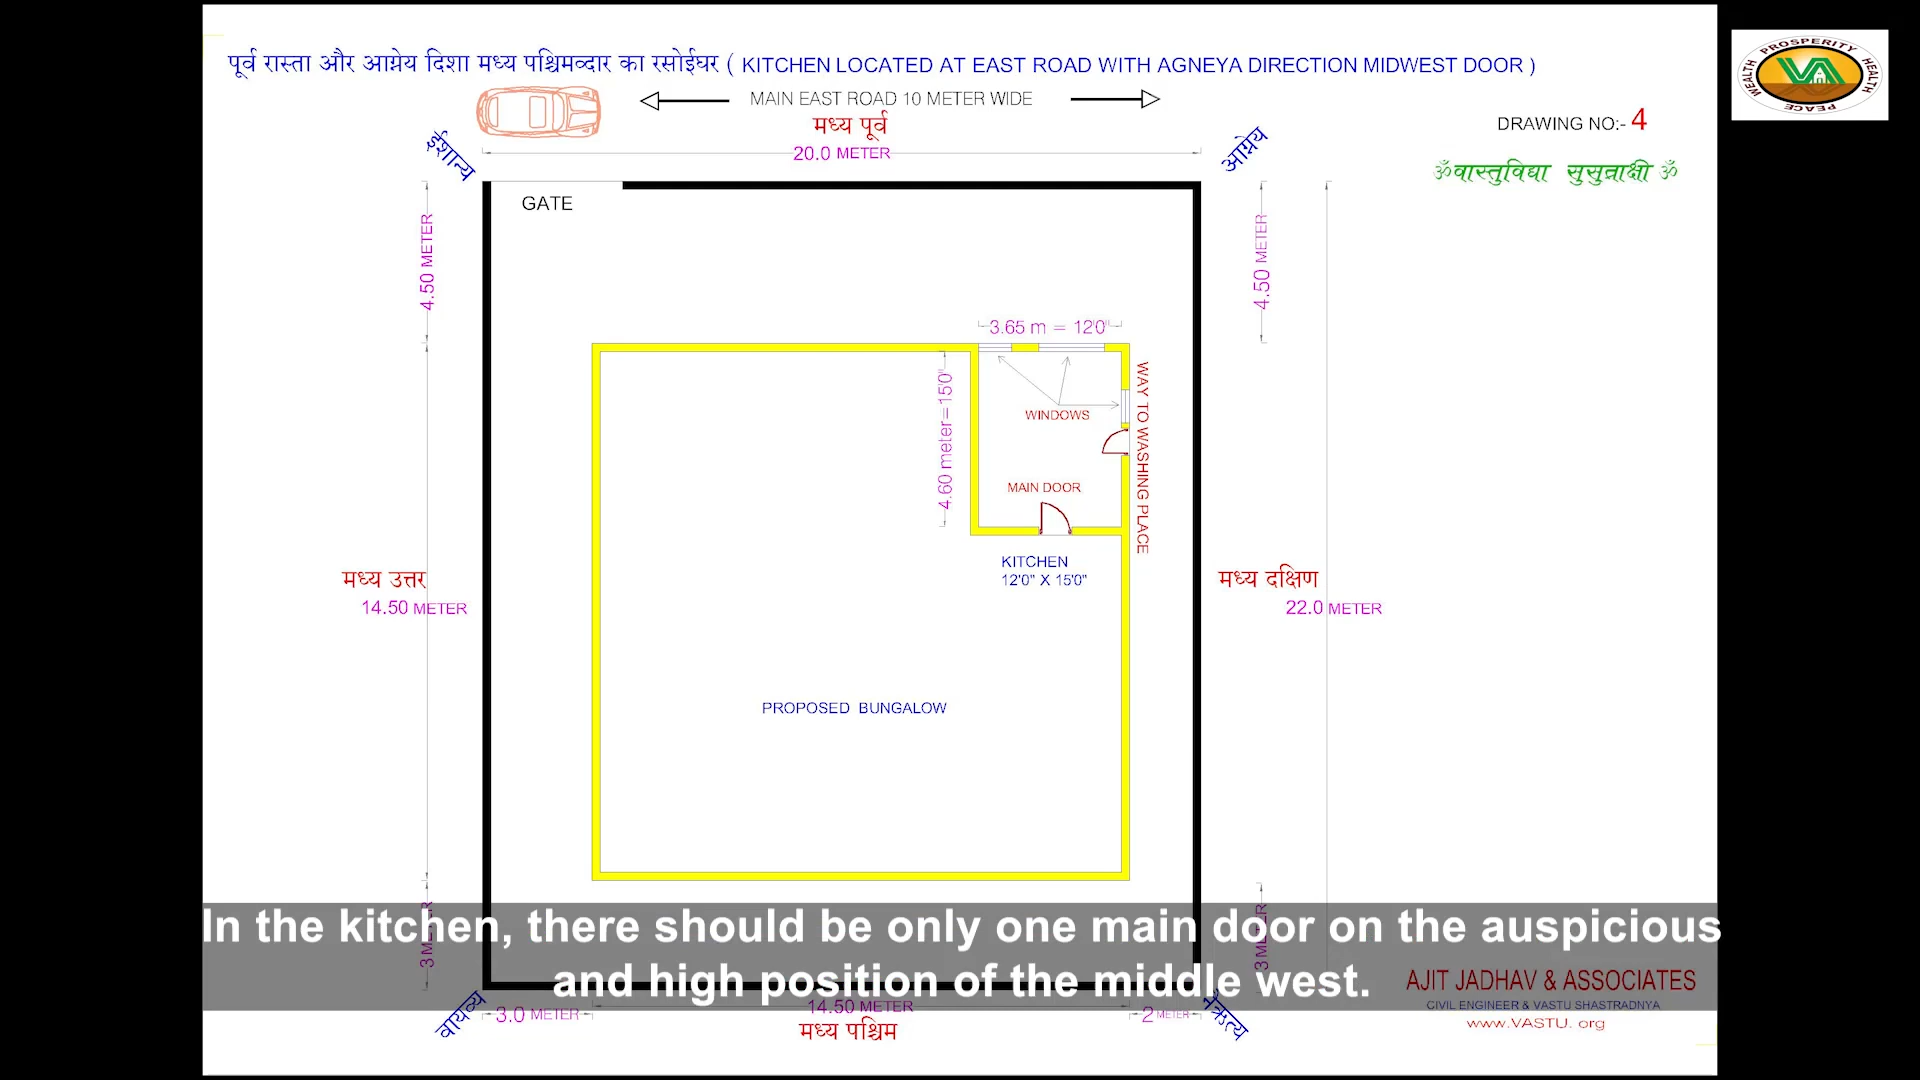 पूर्व रास्ता और आग्नेय दिशा मध्य पश्चिमव्दार का रसोईघर ( KITCHEN LOCATED AT EAST ROAD WITH AGNEYA DIRECTION MIDWEST DOOR )
WEALTH PROSPERITY HEALTH PEACE
VA
MAIN EAST ROAD 10 METER WIDE
मध्य पूर्व
DRAWING NO:- 4
ईशान्य
20.0 METER
आग्नेय
ॐवास्तुविद्या सुसुन्नाक्षी ॐ
GATE
4.50 METER
4.50 METER
3.65 m = 12'0"
4.60 meter=15'0"
WINDOWS
WAY TO WASHING PLACE
MAIN DOOR
KITCHEN
12'0" X 15'0"
मध्य उत्तर
14.50 METER
मध्य दक्षिण
22.0 METER
PROPOSED BUNGALOW
In the kitchen, there should be only one main door on the auspicious
and high position of the middle west.
AJIT JADHAV & ASSOCIATES
CIVIL ENGINEER & VASTU SHASTRADNYA
www.VASTU. org
वायव्य
3.0 METER
14.50 METER
2 METER
मध्य पश्चिम